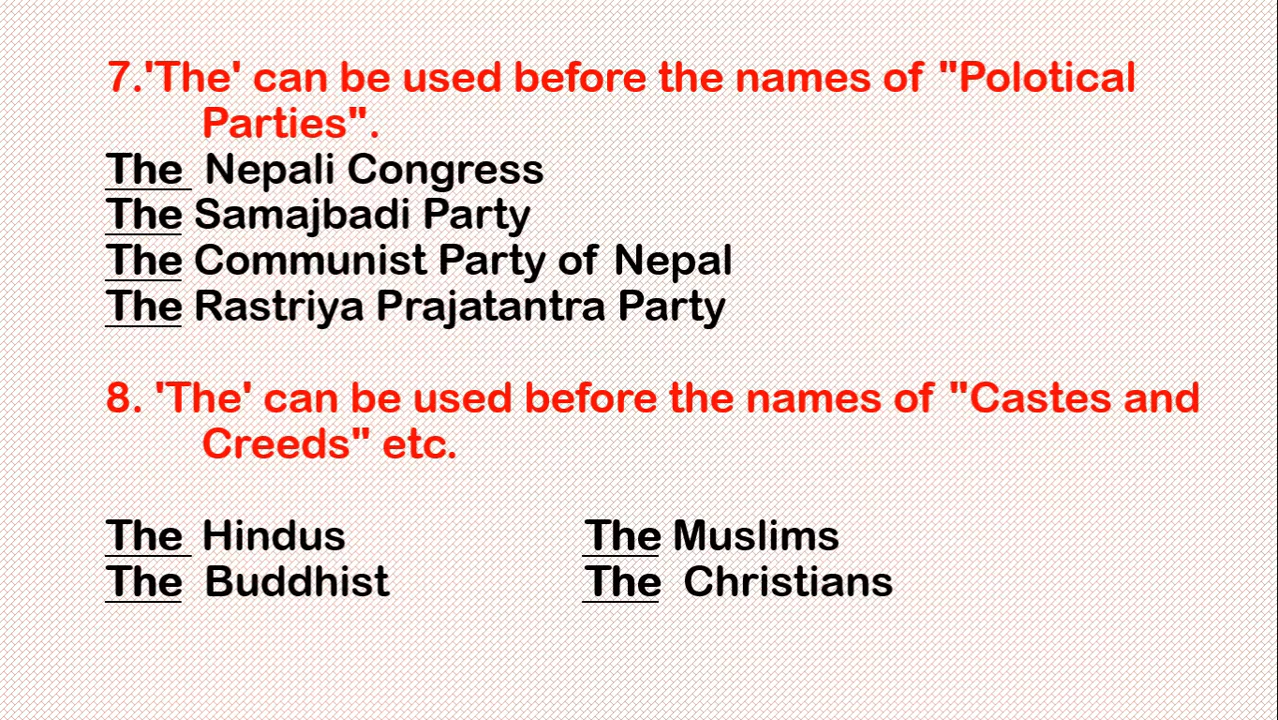 7.'The' can be used before the names of "Polotical
Parties".
The Nepali Congress
The Samajbadi Party
The Communist Party of Nepal
The Rastriya Prajatantra Party
8. 'The' can be used before the names of "Castes and
Creeds" etc.
The Hindus The Muslims
The Buddhist The Christians